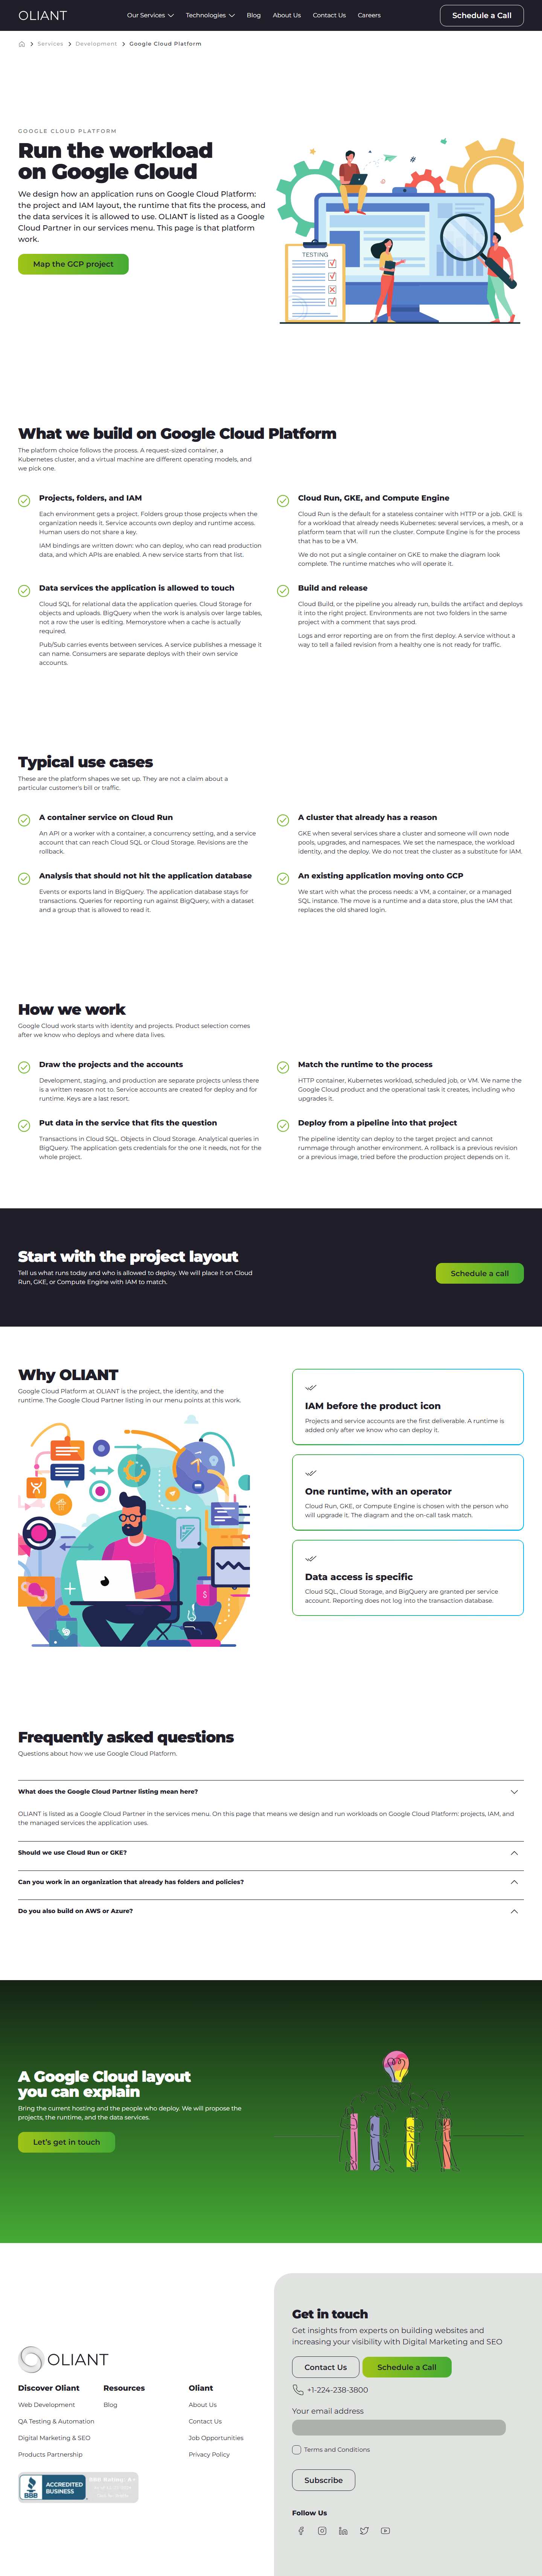 OLIANT
Our Services
Technologies
Blog
About Us
Contact Us
Careers
Schedule a Call
Services
Development
Google Cloud Platform
GOOGLE CLOUD PLATFORM
Run the workload
on Google Cloud
We design how an application runs on Google Cloud Platform:
the project and IAM layout, the runtime that fits the process, and
the data services it is allowed to use. OLIANT is listed as a Google
Cloud Partner in our services menu. This page is that platform
work.
Map the GCP project
TESTING
What we build on Google Cloud Platform
The platform choice follows the process. A request-sized container, a
Kubernetes cluster, and a virtual machine are different operating models, and
we pick one.
Projects, folders, and IAM
Each environment gets a project. Folders group those projects when the
organization needs it. Service accounts own deploy and runtime access.
Human users do not share a key.
IAM bindings are written down: who can deploy, who can read production
data, and which APIs are enabled. A new service starts from that list.
Cloud Run, GKE, and Compute Engine
Cloud Run is the default for a stateless container with HTTP or a job. GKE is
for a workload that already needs Kubernetes: several services, a mesh, or a
platform team that will run the cluster. Compute Engine is for the process
that has to be a VM.
We do not put a single container on GKE to make the diagram look
complete. The runtime matches who will operate it.
Data services the application is allowed to touch
Cloud SQL for relational data the application queries. Cloud Storage for
objects and uploads. BigQuery when the work is analysis over large tables,
not a row the user is editing. Memorystore when a cache is actually
required.
Pub/Sub carries events between services. A service publishes a message it
can name. Consumers are separate deploys with their own service
accounts.
Build and release
Cloud Build, or the pipeline you already run, builds the artifact and deploys
it into the right project. Environments are not two folders in the same
project with a comment that says prod.
Logs and error reporting are on from the first deploy. A service without a
way to tell a failed revision from a healthy one is not ready for traffic.
Typical use cases
These are the platform shapes we set up. They are not a claim about a
particular customer's bill or traffic.
A container service on Cloud Run
An API or a worker with a container, a concurrency setting, and a service
account that can reach Cloud SQL or Cloud Storage. Revisions are the
rollback.
A cluster that already has a reason
GKE when several services share a cluster and someone will own node
pools, upgrades, and namespaces. We set the namespace, the workload
identity, and the deploy. We do not treat the cluster as a substitute for IAM.
Analysis that should not hit the application database
Events or exports land in BigQuery. The application database stays for
transactions. Queries for reporting run against BigQuery, with a dataset
and a group that is allowed to read it.
An existing application moving onto GCP
We start with what the process needs: a VM, a container, or a managed
SQL instance. The move is a runtime and a data store, plus the IAM that
replaces the old shared login.
How we work
Google Cloud work starts with identity and projects. Product selection comes
after we know who deploys and where data lives.
Draw the projects and the accounts
Development, staging, and production are separate projects unless there
is a written reason not to. Service accounts are created for deploy and for
runtime. Keys are a last resort.
Match the runtime to the process
HTTP container, Kubernetes workload, scheduled job, or VM. We name the
Google Cloud product and the operational task it creates, including who
upgrades it.
Put data in the service that fits the question
Transactions in Cloud SQL. Objects in Cloud Storage. Analytical queries in
BigQuery. The application gets credentials for the one it needs, not for the
whole project.
Deploy from a pipeline into that project
The pipeline identity can deploy to the target project and cannot
rummage through another environment. A rollback is a previous revision
or a previous image, tried before the production project depends on it.
Start with the project layout
Tell us what runs today and who is allowed to deploy. We will place it on Cloud
Run, GKE, or Compute Engine with IAM to match.
Schedule a call
Why OLIANT
Google Cloud Platform at OLIANT is the project, the identity, and the
runtime. The Google Cloud Partner listing in our menu points at this work.
IAM before the product icon
Projects and service accounts are the first deliverable. A runtime is
added only after we know who can deploy it.
One runtime, with an operator
Cloud Run, GKE, or Compute Engine is chosen with the person who
will upgrade it. The diagram and the on-call task match.
Data access is specific
Cloud SQL, Cloud Storage, and BigQuery are granted per service
account. Reporting does not log into the transaction database.
Frequently asked questions
Questions about how we use Google Cloud Platform.
What does the Google Cloud Partner listing mean here?
OLIANT is listed as a Google Cloud Partner in the services menu. On this page that means we design and run workloads on Google Cloud Platform: projects, IAM, and
the managed services the application uses.
Should we use Cloud Run or GKE?
Can you work in an organization that already has folders and policies?
Do you also build on AWS or Azure?
A Google Cloud layout
you can explain
Bring the current hosting and the people who deploy. We will propose the
projects, the runtime, and the data services.
Let's get in touch
OLIANT
Discover Oliant
Web Development
QA Testing & Automation
Digital Marketing & SEO
Products Partnership
Resources
Blog
Oliant
About Us
Contact Us
Job Opportunities
Privacy Policy
BBB
ACCREDITED
BUSINESS
Get in touch
Get insights from experts on building websites and
increasing your visibility with Digital Marketing and SEO
Contact Us
Schedule a Call
+1-224-238-3800
Your email address
Terms and Conditions
Subscribe
Follow Us